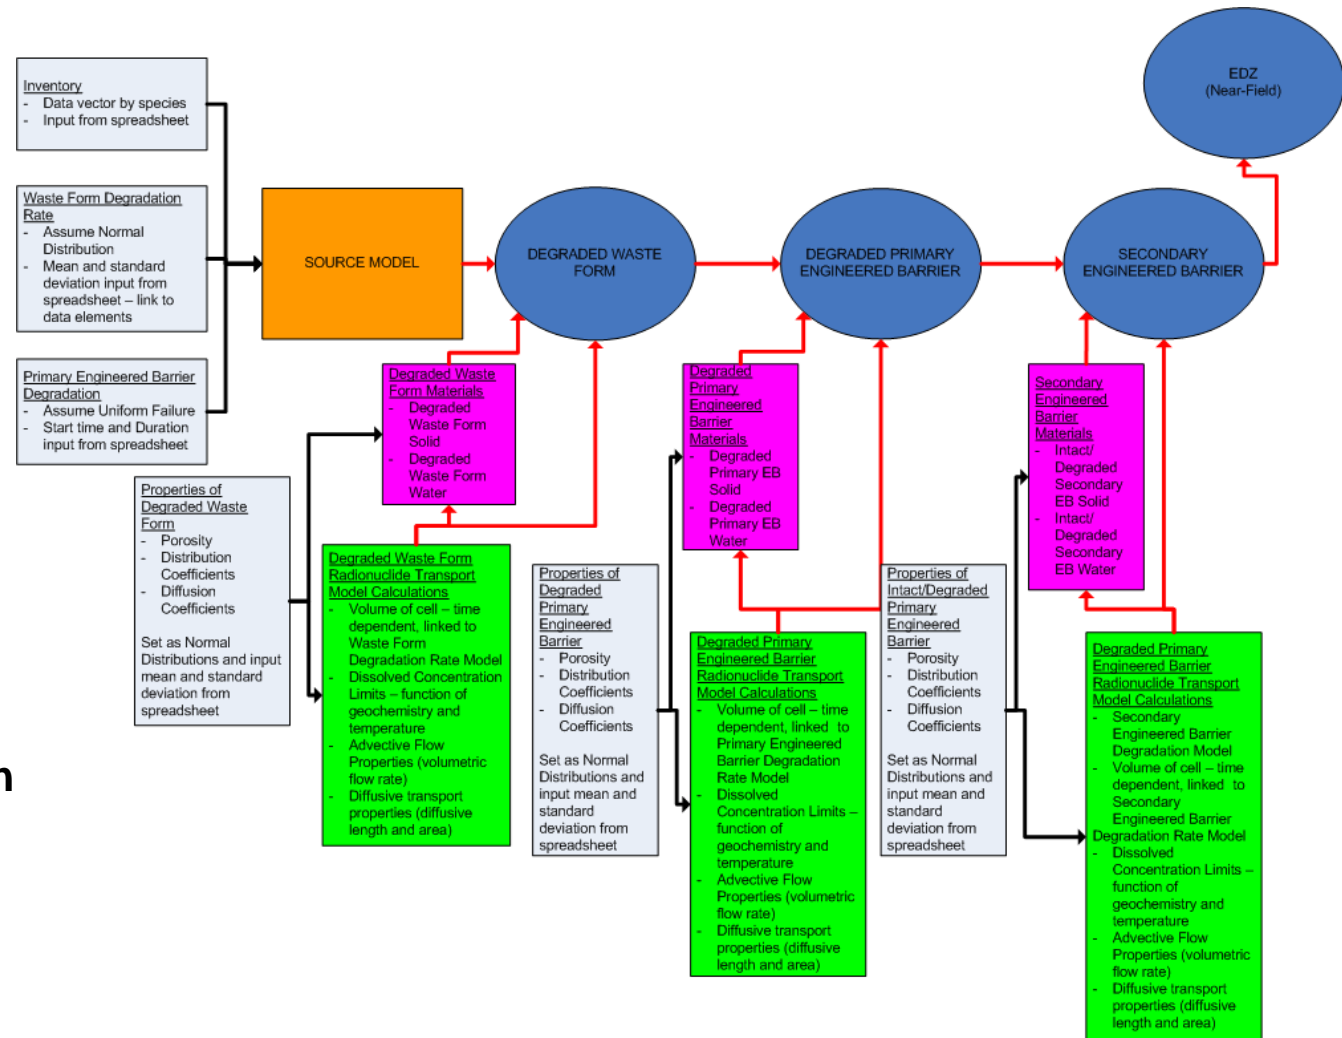 EDZ
(Near-Field)
Inventory
- Data vector by species
- Input from spreadsheet
Waste Form Degradation
Rate
- Assume Normal
Distribution
- Mean and standard
deviation input from
spreadsheet – link to
data elements
Primary Engineered Barrier
Degradation
- Assume Uniform Failure
- Start time and Duration
input from spreadsheet
SOURCE MODEL
DEGRADED WASTE
FORM
DEGRADED PRIMARY
ENGINEERED BARRIER
SECONDARY
ENGINEERED BARRIER
Degraded Waste
Form Materials
- Degraded
Waste Form
Solid
- Degraded
Waste Form
Water
Degraded
Primary
Engineered
Barrier
Materials
- Degraded
Primary EB
Solid
- Degraded
Primary EB
Water
Secondary
Engineered
Barrier
Materials
- Intact/
Degraded
Secondary
EB Solid
- Intact/
Degraded
Secondary
EB Water
Properties of
Degraded Waste
Form
- Porosity
- Distribution
Coefficients
- Diffusion
Coefficients
Set as Normal
Distributions and input
mean and standard
deviation from
spreadsheet
Degraded Waste Form
Radionuclide Transport
Model Calculations
- Volume of cell – time
dependent, linked to
Waste Form
Degradation Rate Model
- Dissolved Concentration
Limits – function of
geochemistry and
temperature
- Advective Flow
Properties (volumetric
flow rate)
- Diffusive transport
properties (diffusive
length and area)
Properties of
Degraded
Primary
Engineered
Barrier
- Porosity
- Distribution
Coefficients
- Diffusion
Coefficients
Set as Normal
Distributions and
input mean and
standard
deviation from
spreadsheet
Degraded Primary
Engineered Barrier
Radionuclide Transport
Model Calculations
- Volume of cell – time
dependent, linked to
Primary Engineered
Barrier Degradation
Rate Model
- Dissolved
Concentration Limits –
function of
geochemistry and
temperature
- Advective Flow
Properties (volumetric
flow rate)
- Diffusive transport
properties (diffusive
length and area)
Properties of
Intact/Degraded
Primary
Engineered
Barrier
- Porosity
- Distribution
Coefficients
- Diffusion
Coefficients
Set as Normal
Distributions and
input mean and
standard
deviation from
spreadsheet
Degraded Primary
Engineered Barrier
Radionuclide Transport
Model Calculations
- Secondary
Engineered Barrier
Degradation Model
- Volume of cell – time
dependent, linked to
Secondary
Engineered Barrier
Degradation Rate Model
- Dissolved
Concentration Limits –
function of
geochemistry and
temperature
- Advective Flow
Properties (volumetric
flow rate)
- Diffusive transport
properties (diffusive
length and area)